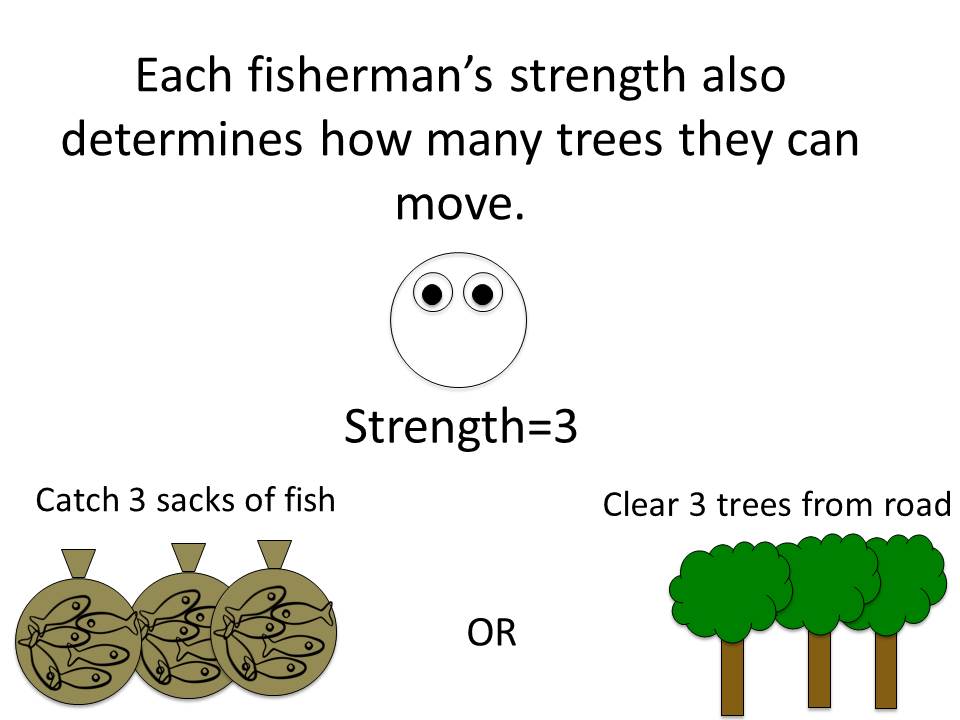 Each fisherman’s strength also
determines how many trees they can
move.
Strength=3
Catch 3 sacks of fish
Clear 3 trees from road
OR